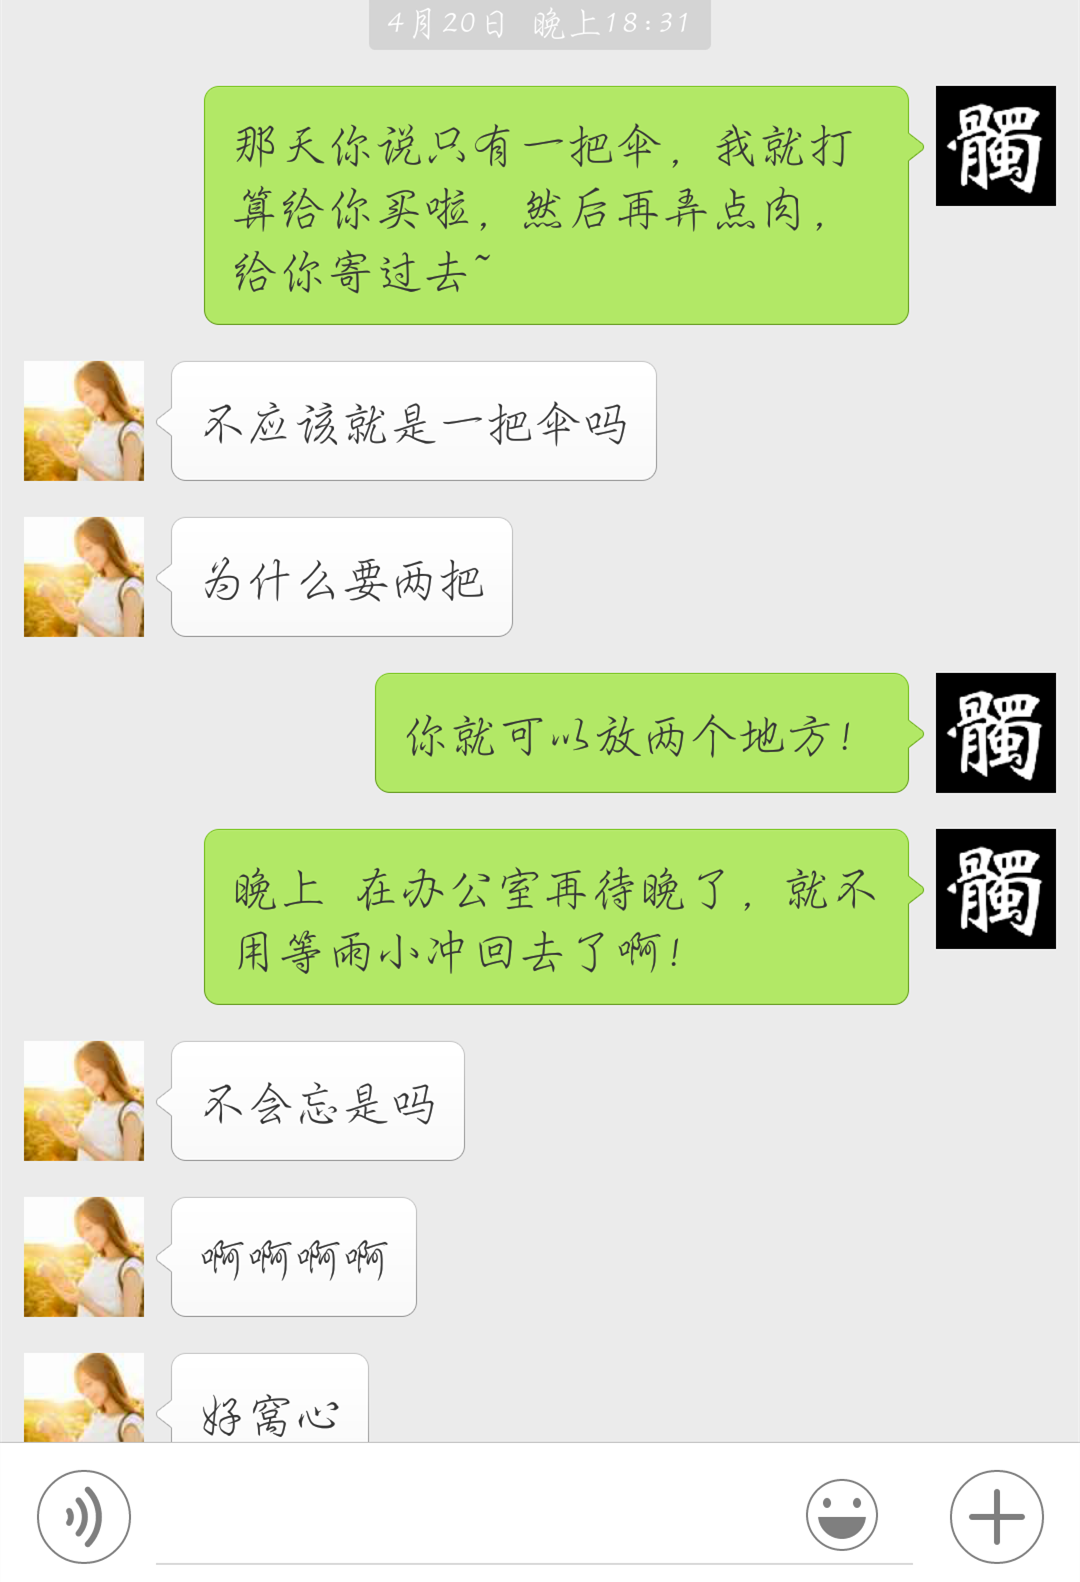 4月20日 晚上18:31
那天你说只有一把伞，我就打
算给你买啦，然后再弄点肉，
给你寄过去~
髑
不应该就是一把伞吗
为什么要两把
你就可以放两个地方！
髑
晚上 在办公室再待晚了，就不
用等雨小冲回去了啊！
髑
不会忘是吗
啊啊啊啊
好窝心